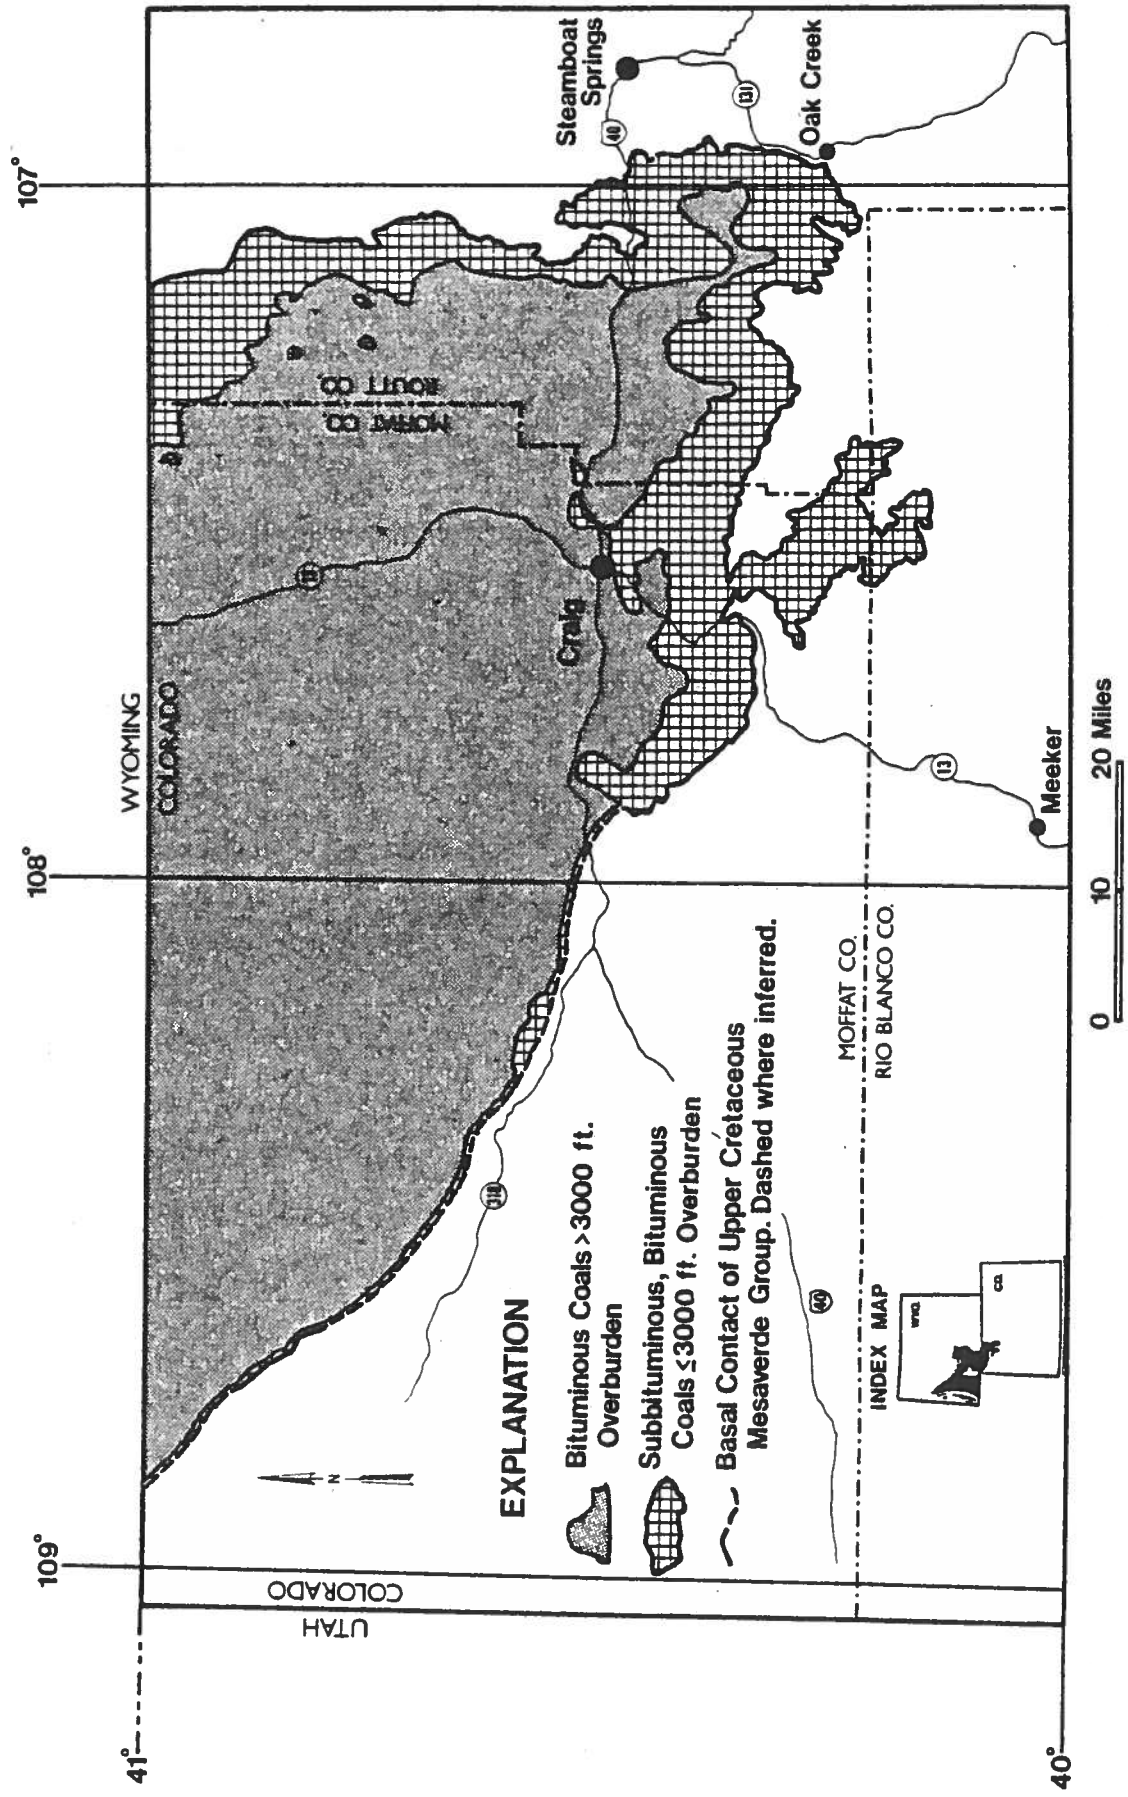 41°
40°
109°
108°
107°
UTAH
COLORADO
WYOMING
COLORADO
MOFFAT CO.
ROUTT CO.
13
Craig
Steamboat
Springs
40
131
Oak Creek
318
N
EXPLANATION
Bituminous Coals >3000 ft.
Overburden
Subbituminous, Bituminous
Coals ≤3000 ft. Overburden
Basal Contact of Upper Cretaceous
Mesaverde Group. Dashed where inferred.
40
MOFFAT CO.
RIO BLANCO CO.
13
Meeker
INDEX MAP
WYO.
CO.
0 10 20 Miles